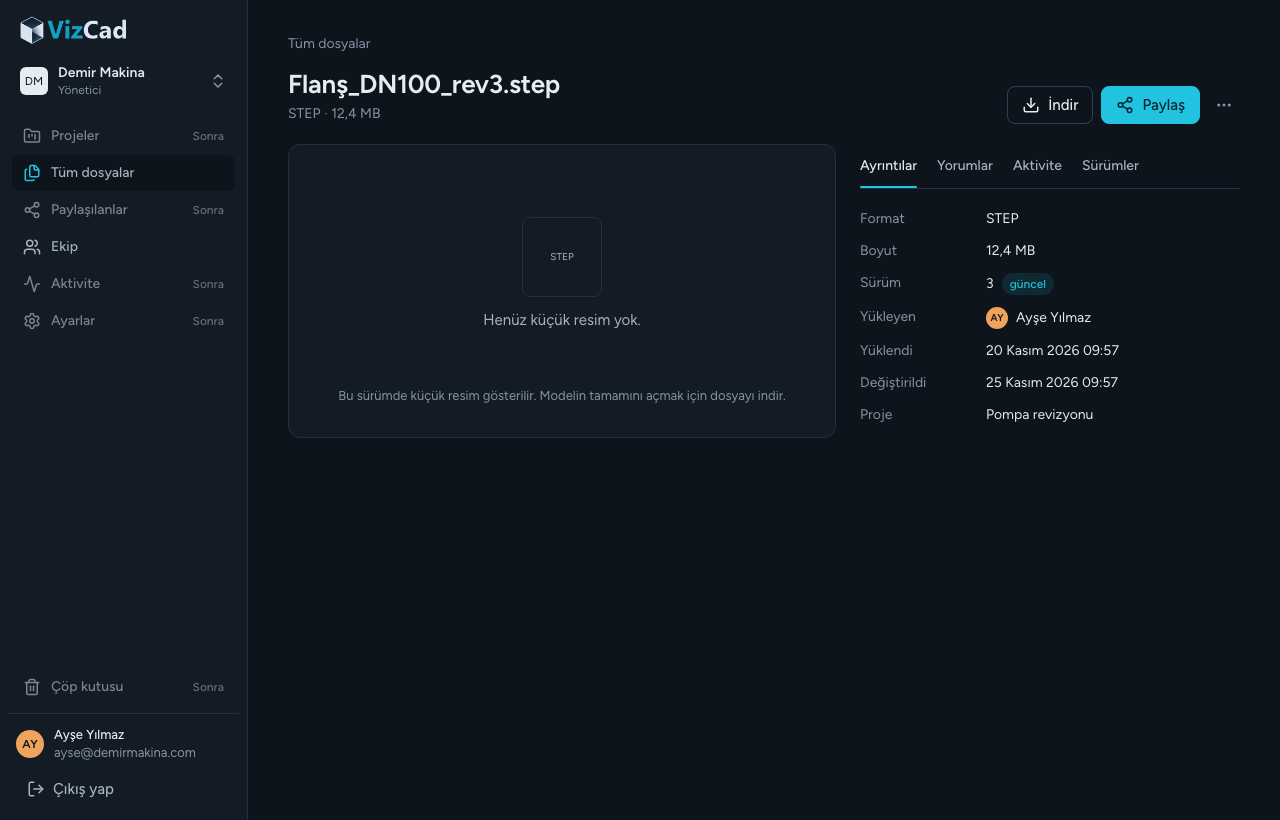 VizCad
DM
Demir Makina
Yönetici
Projeler
Sonra
Tüm dosyalar
Paylaşılanlar
Sonra
Ekip
Aktivite
Sonra
Ayarlar
Sonra
Çöp kutusu
Sonra
AY
Ayşe Yılmaz
ayse@demirmakina.com
Çıkış yap
Tüm dosyalar
Flanş_DN100_rev3.step
STEP · 12,4 MB
İndir
Paylaş
STEP
Henüz küçük resim yok.
Bu sürümde küçük resim gösterilir. Modelin tamamını açmak için dosyayı indir.
Ayrıntılar
Yorumlar
Aktivite
Sürümler
Format
STEP
Boyut
12,4 MB
Sürüm
3
güncel
Yükleyen
AY
Ayşe Yılmaz
Yüklendi
20 Kasım 2026 09:57
Değiştirildi
25 Kasım 2026 09:57
Proje
Pompa revizyonu